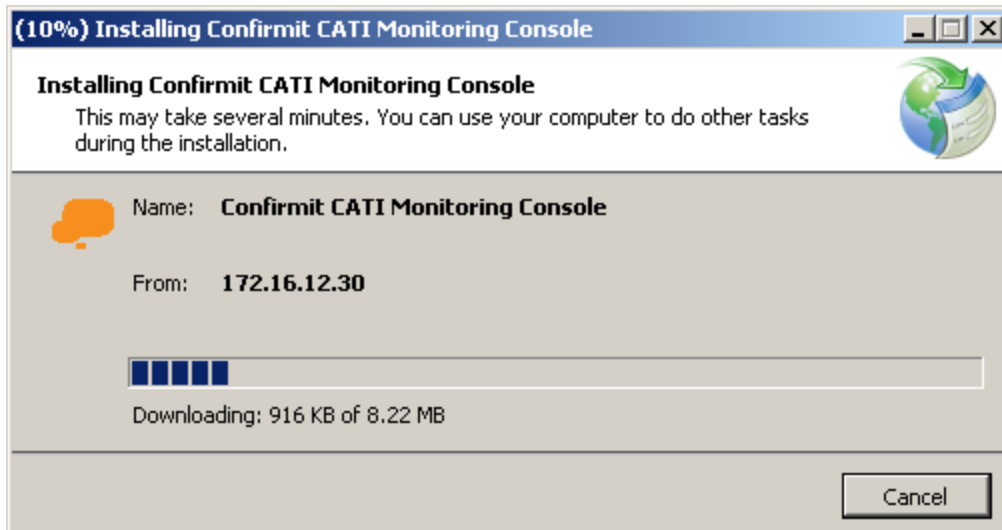 (10%) Installing Confirmit CATI Monitoring Console
Installing Confirmit CATI Monitoring Console
This may take several minutes. You can use your computer to do other tasks
during the installation.
Name: Confirmit CATI Monitoring Console
From: 172.16.12.30
Downloading: 916 KB of 8.22 MB
Cancel